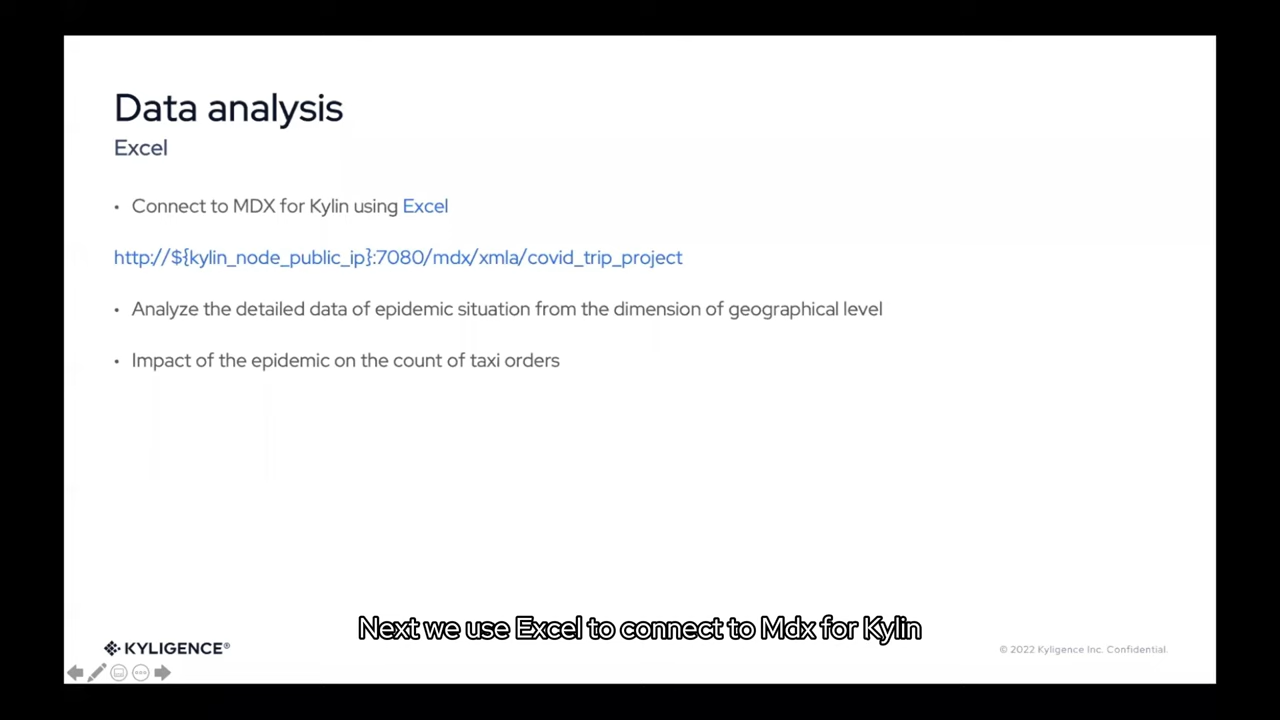 Data analysis
Excel
• Connect to MDX for Kylin using Excel
http://${kylin_node_public_ip}:7080/mdx/xmla/covid_trip_project
• Analyze the detailed data of epidemic situation from the dimension of geographical level
• Impact of the epidemic on the count of taxi orders
Next we use Excel to connect to Mdx for Kylin
KYLIGENCE®
© 2022 Kyligence Inc. Confidential.